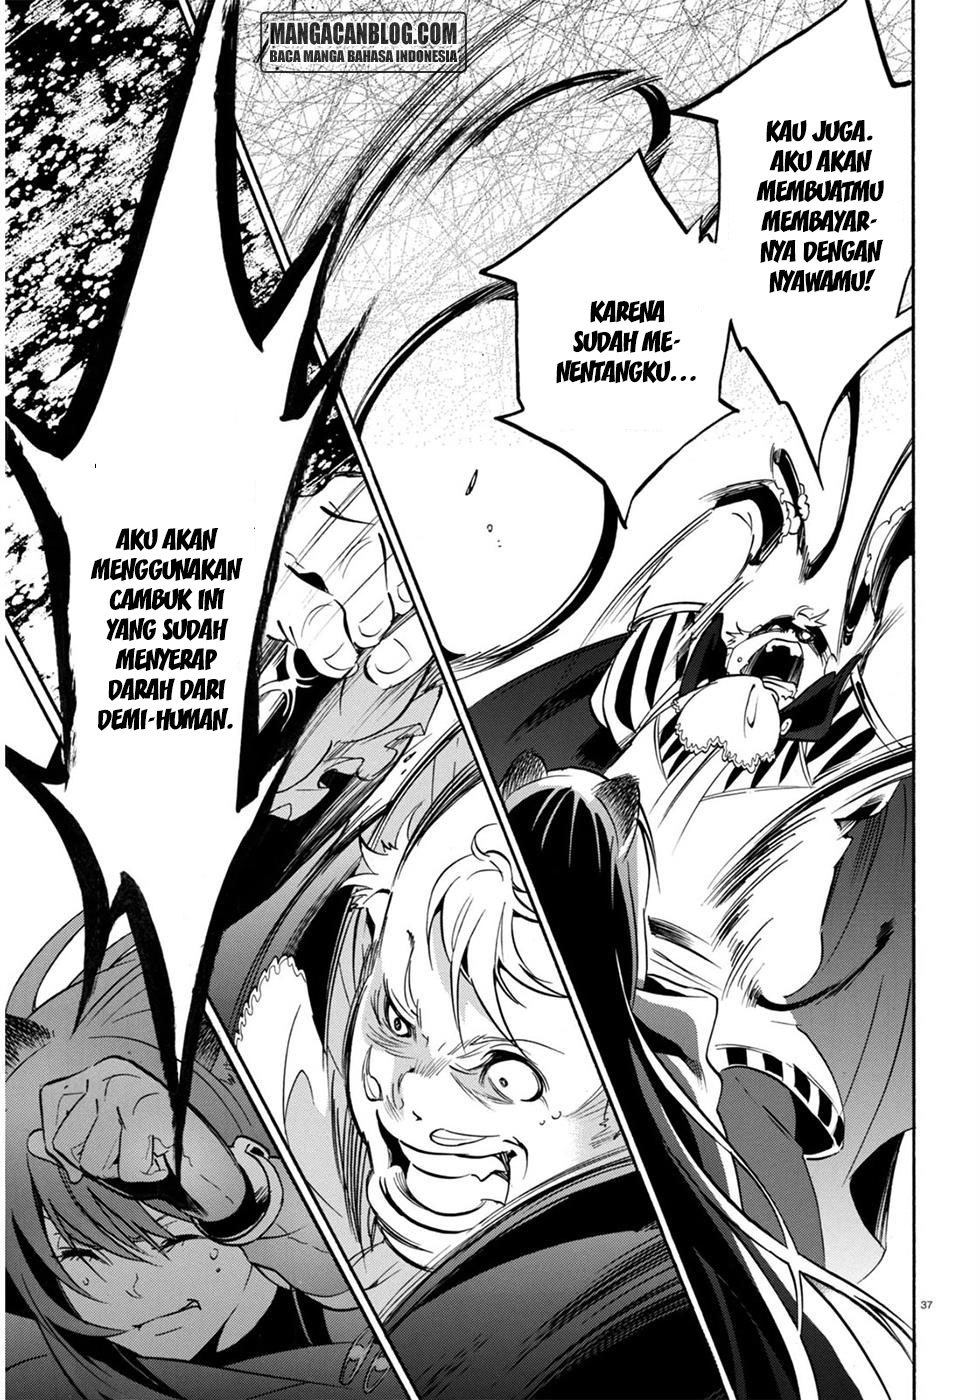 MANGACANBLOG.COM
BACA MANGA BAHASA INDONESIA
KAU JUGA.
AKU AKAN
MEMBUATMU
MEMBAYAR-
NYA DENGAN
NYAWAMU!
KARENA
SUDAH ME-
NENTANGKU...
AKU AKAN
MENGGUNAKAN
CAMBUK INI
YANG SUDAH
MENYERAP
DARAH DARI
DEMI-HUMAN.
37